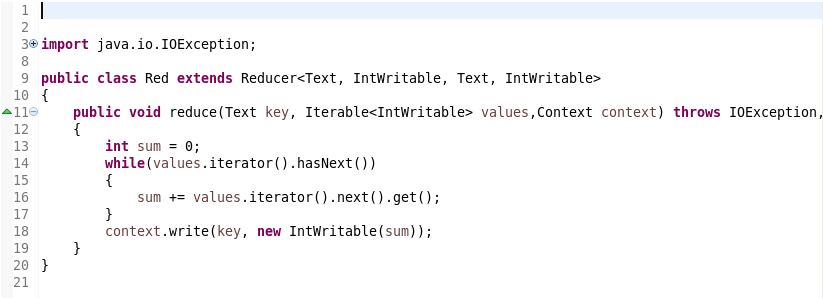 1
2
3 import java.io.IOException;
8
9 public class Red extends Reducer<Text, IntWritable, Text, IntWritable>
10 {
11 public void reduce(Text key, Iterable<IntWritable> values,Context context) throws IOException,
12 {
13 int sum = 0;
14 while(values.iterator().hasNext())
15 {
16 sum += values.iterator().next().get();
17 }
18 context.write(key, new IntWritable(sum));
19 }
20 }
21